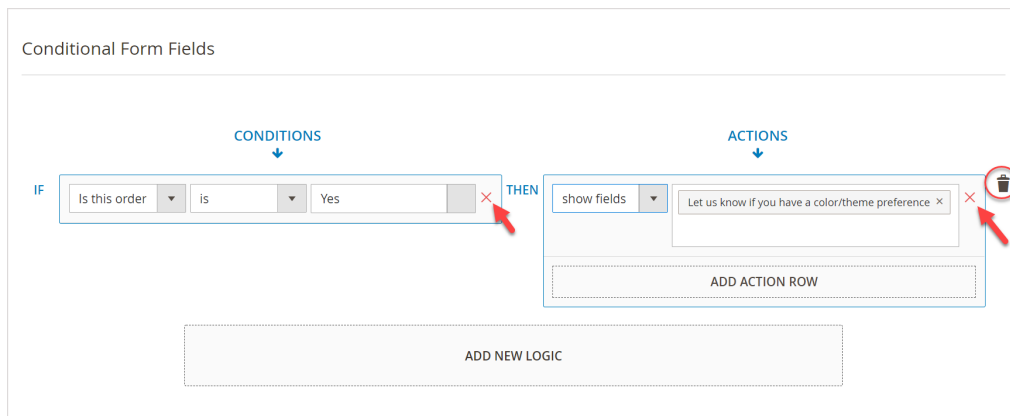 Conditional Form Fields
CONDITIONS
ACTIONS
IF
Is this order
is
Yes
THEN
show fields
Let us know if you have a color/theme preference ×
ADD ACTION ROW
ADD NEW LOGIC